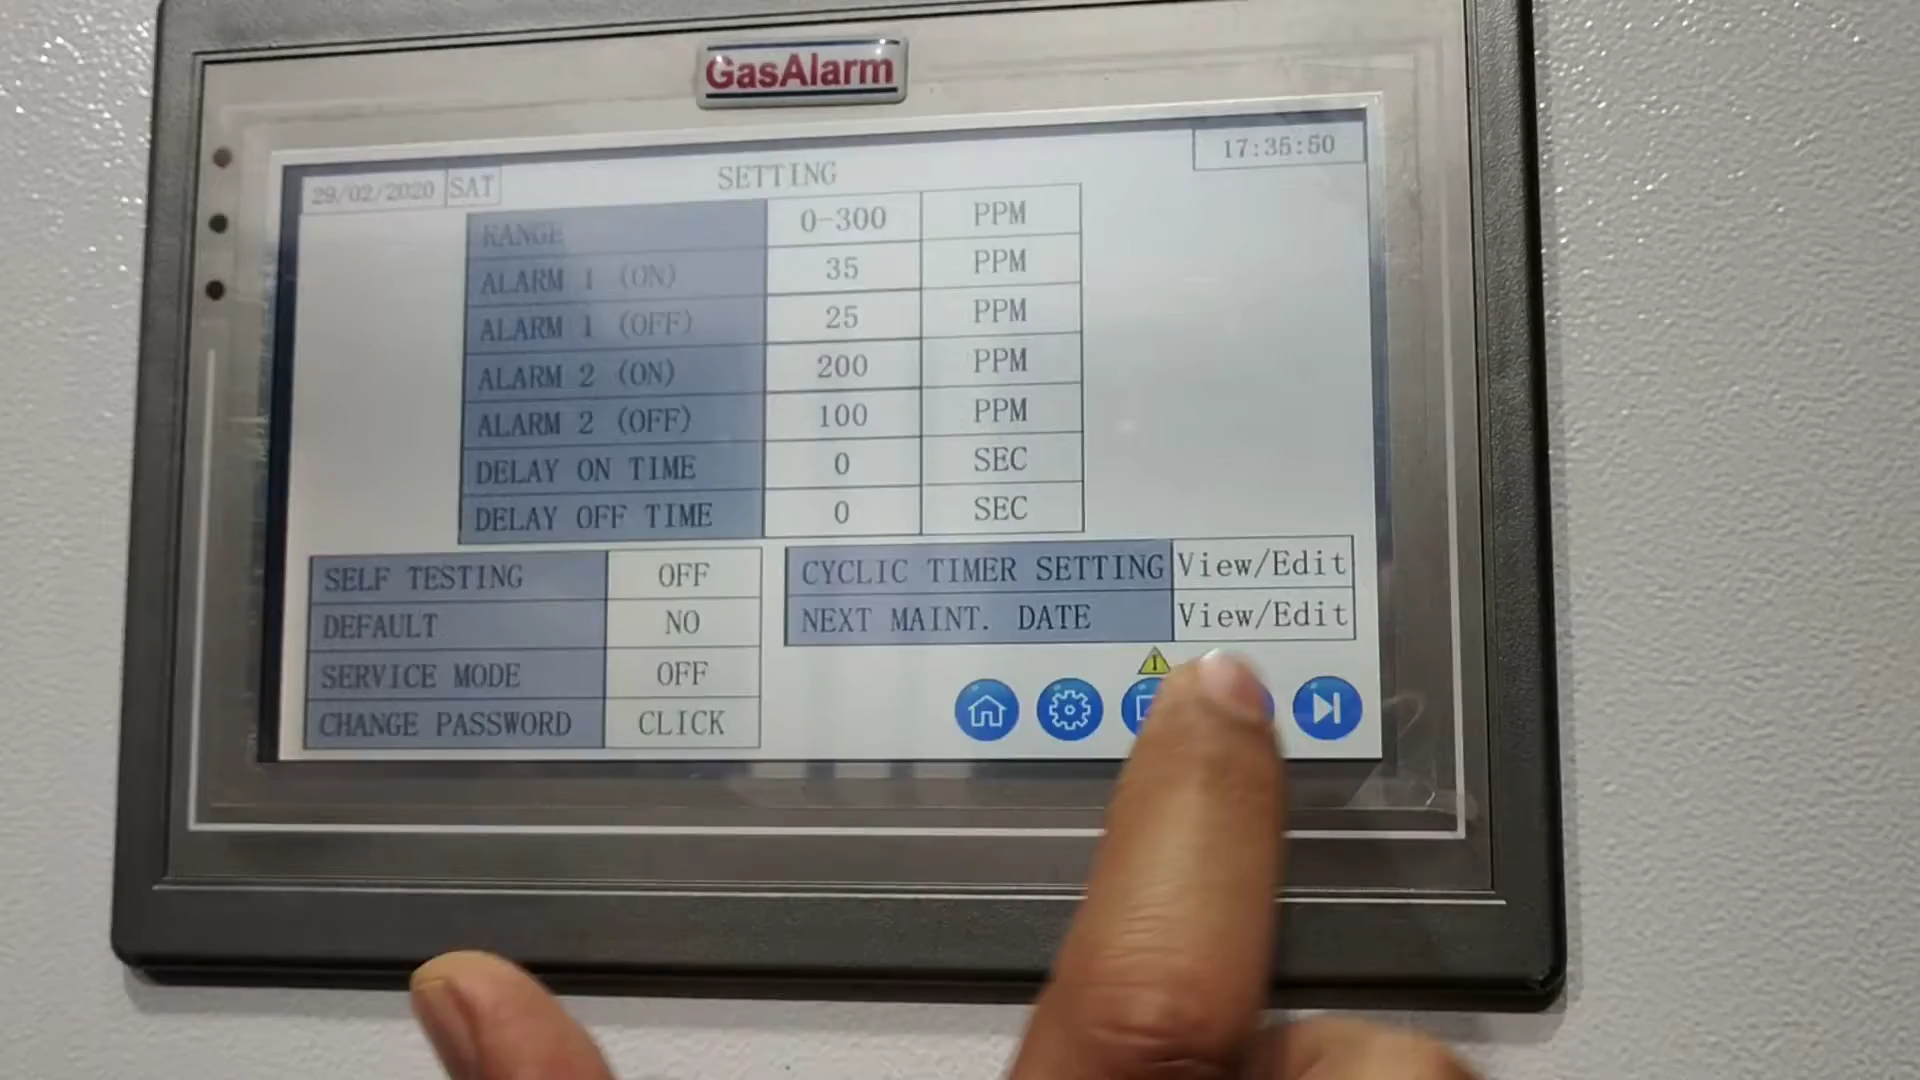 GasAlarm
29/02/2020 SAT SETTING 17:35:50
RANGE 0-300 PPM
ALARM 1 (ON) 35 PPM
ALARM 1 (OFF) 25 PPM
ALARM 2 (ON) 200 PPM
ALARM 2 (OFF) 100 PPM
DELAY ON TIME 0 SEC
DELAY OFF TIME 0 SEC
SELF TESTING OFF
DEFAULT NO
SERVICE MODE OFF
CHANGE PASSWORD CLICK
CYCLIC TIMER SETTING View/Edit
NEXT MAINT. DATE View/Edit